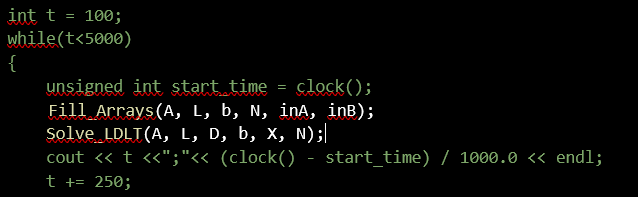 int t = 100;
while(t<5000)
{
unsigned int start_time = clock();
Fill_Arrays(A, L, b, N, inA, inB);
Solve_LDLT(A, L, D, b, X, N);
cout << t <<";"<< (clock() - start_time) / 1000.0 << endl;
t += 250;